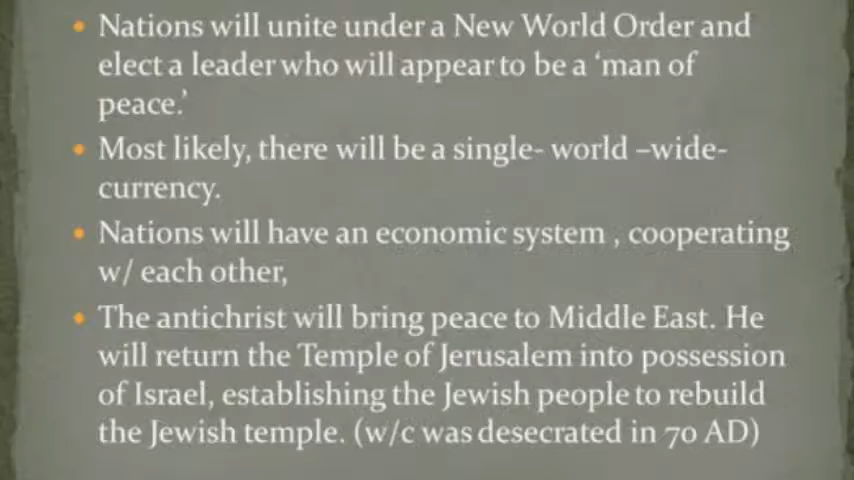 • Nations will unite under a New World Order and
elect a leader who will appear to be a ‘man of
peace.’
• Most likely, there will be a single- world –wide-
currency.
• Nations will have an economic system , cooperating
w/ each other,
• The antichrist will bring peace to Middle East. He
will return the Temple of Jerusalem into possession
of Israel, establishing the Jewish people to rebuild
the Jewish temple. (w/c was desecrated in 70 AD)